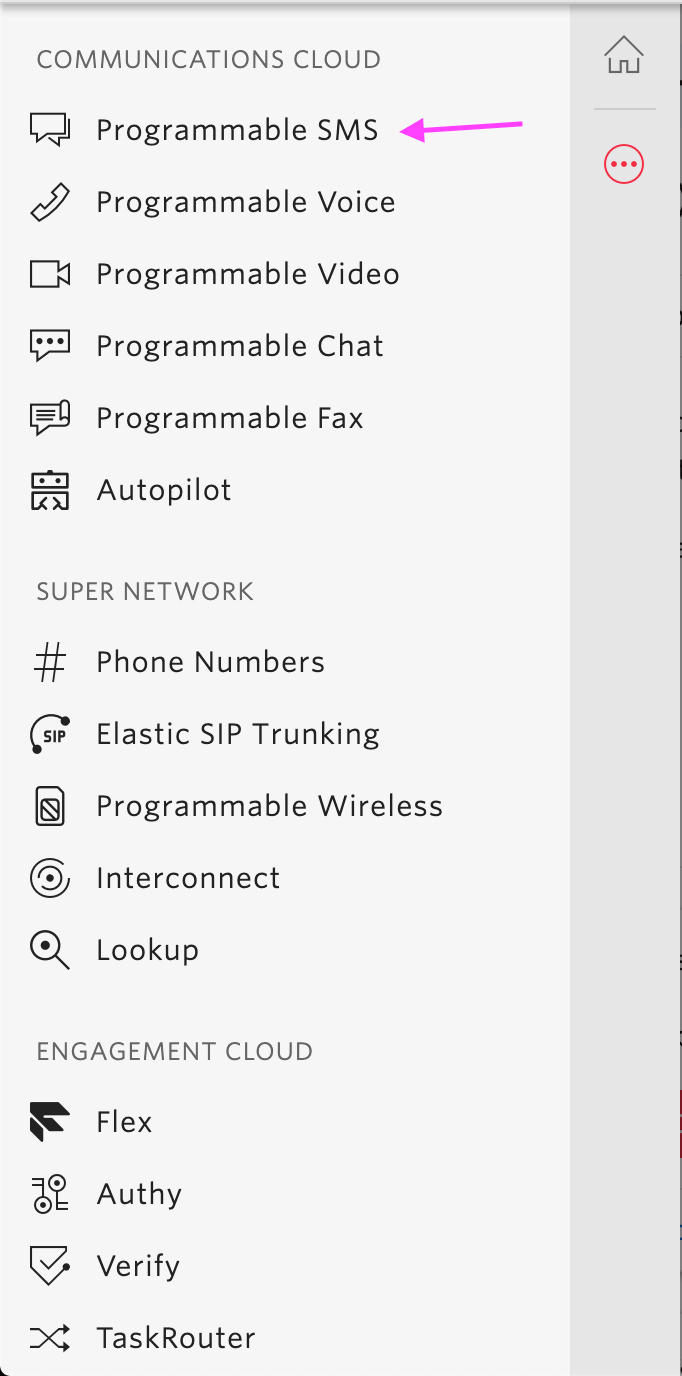 COMMUNICATIONS CLOUD
Programmable SMS
Programmable Voice
Programmable Video
Programmable Chat
Programmable Fax
Autopilot
SUPER NETWORK
Phone Numbers
SIP Elastic SIP Trunking
Programmable Wireless
Interconnect
Lookup
ENGAGEMENT CLOUD
Flex
Authy
Verify
TaskRouter